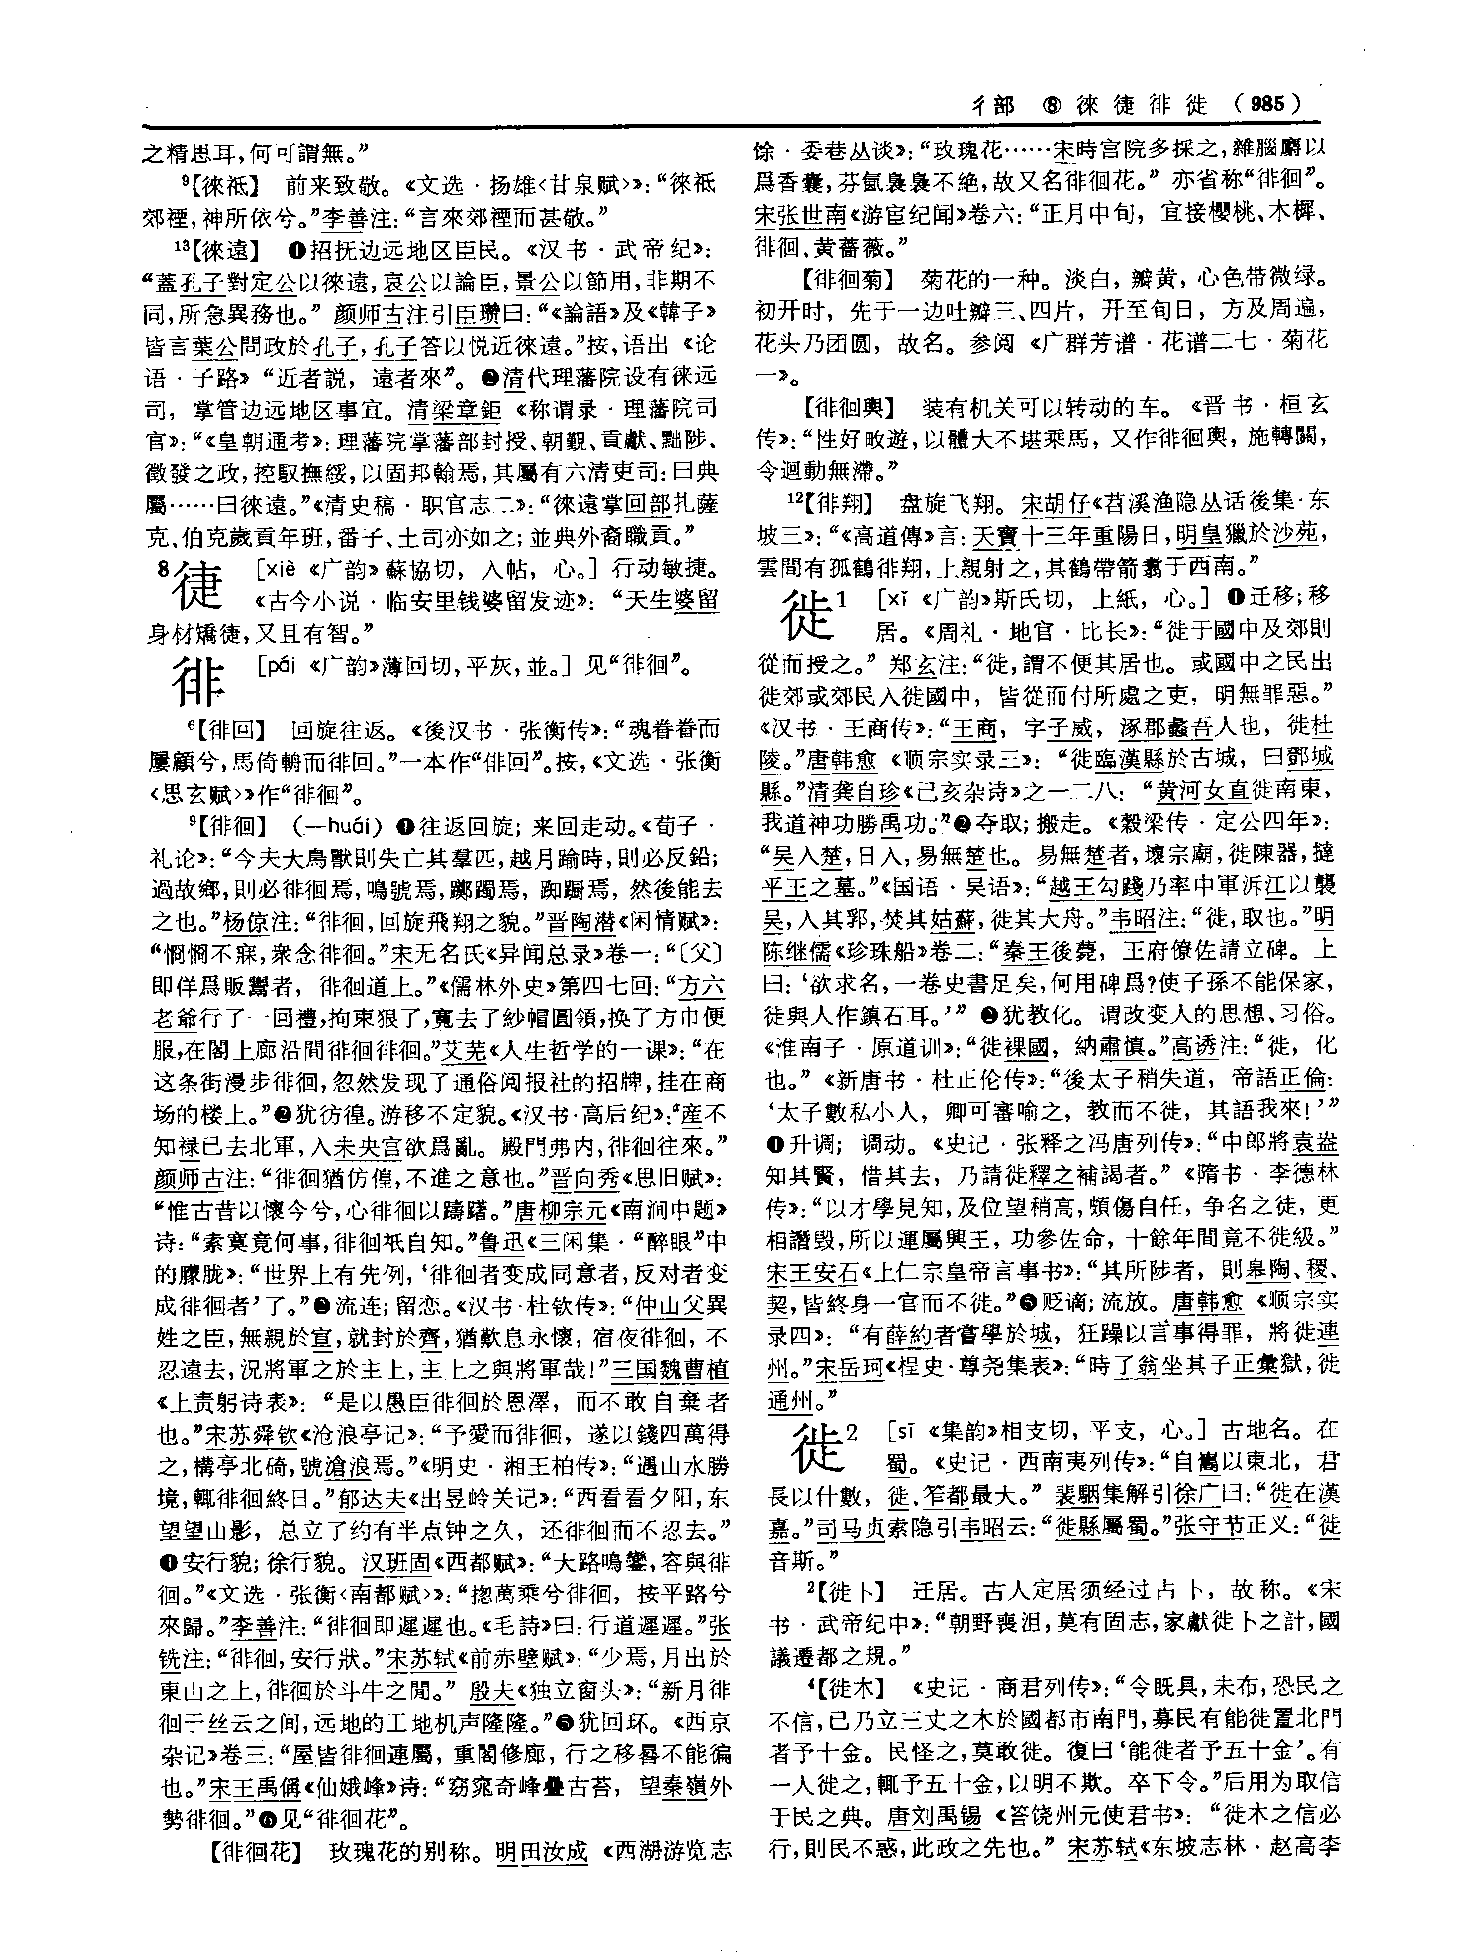 彳部 ⑧ 徠 㣣 徘 徙 (985)
之精思耳，何可謂無。”
⁹【徠祗】 前来致敬。《文选·扬雄〈甘泉赋〉》：“徠祗
郊禋，神所依兮。”李善注：“言來郊禋而甚敬。”
¹³【徠遠】 ❶招抚边远地区臣民。《汉书·武帝纪》：
“蓋孔子對定公以徠遠，哀公以論臣，景公以節用，非期不
同，所急異務也。” 颜师古注引臣瓒曰：“《論語》及《韓子》
皆言葉公問政於孔子，孔子答以悦近徠遠。”按，语出《论
语·子路》“近者説，遠者來”。❷清代理藩院设有徕远
司，掌管边远地区事宜。清梁章鉅《称谓录·理藩院司
官》：“《皇朝通考》：理藩院掌藩部封授、朝覲、貢獻、黜陟、
徵發之政，控馭撫綏，以固邦翰焉，其屬有六清吏司：曰典
屬……曰徠遠。”《清史稿·职官志二》：“徠遠掌回部扎薩
克、伯克歲貢年班，番子、土司亦如之；並典外裔職貢。”
8㣣 [xiè 《广韵》蘇協切，入帖，心。] 行动敏捷。
《古今小说·临安里钱婆留发迹》：“天生婆留
身材矯㣣，又且有智。”
徘 [pái 《广韵》薄回切，平灰，並。] 见“徘徊”。
⁶【徘回】 回旋往返。《後汉书·张衡传》：“魂眷眷而
屢顧兮，馬倚輈而徘回。”一本作“俳回”。按，《文选·张衡
〈思玄赋〉》作“徘徊”。
⁹【徘徊】 (—huái) ❶往返回旋；来回走动。《荀子·
礼论》：“今夫大鳥獸則失亡其羣匹，越月踰時，則必反鉛；
過故鄉，則必徘徊焉，鳴號焉，躑躅焉，踟躕焉，然後能去
之也。”杨倞注：“徘徊，回旋飛翔之貌。”晋陶潜《闲情赋》：
“惘惘不寐，衆念徘徊。”宋无名氏《异闻总录》卷一：“〔父〕
即佯爲販鬻者，徘徊道上。”《儒林外史》第四七回：“方六
老爺行了一回禮，拘束狠了，寬去了紗帽圓領，换了方巾便
服，在閣上廊沿間徘徊徘徊。”艾芜《人生哲学的一课》：“在
这条街漫步徘徊，忽然发现了通俗阅报社的招牌，挂在商
场的楼上。”❷犹彷徨。游移不定貌。《汉书·高后纪》：“産不
知禄已去北軍，入未央宫欲爲亂。殿門弗内，徘徊往來。”
颜师古注：“徘徊猶仿偟，不進之意也。”晋向秀《思旧赋》：
“惟古昔以懷今兮，心徘徊以躊躇。”唐柳宗元《南涧中题》
诗：“索寞竟何事，徘徊祇自知。”鲁迅《三闲集·“醉眼”中
的朦胧》：“世界上有先例，‘徘徊者变成同意者，反对者变
成徘徊者’了。”❸流连；留恋。《汉书·杜钦传》：“仲山父異
姓之臣，無親於宣，就封於齊，猶歎息永懷，宿夜徘徊，不
忍遠去，況將軍之於主上，主上之與將軍哉！”三国魏曹植
《上责躬诗表》：“是以愚臣徘徊於恩澤，而不敢自棄者
也。”宋苏舜钦《沧浪亭记》：“予愛而徘徊，遂以錢四萬得
之，構亭北碕，號滄浪焉。”《明史·湘王柏传》：“遇山水勝
境，輒徘徊終日。”郁达夫《出昱岭关记》：“西看看夕阳，东
望望山影，总立了约有半点钟之久，还徘徊而不忍去。”
❹安行貌；徐行貌。汉班固《西都赋》：“大路鳴鑾，容與徘
徊。”《文选·张衡〈南都赋〉》：“揔萬乘兮徘徊，按平路兮
來歸。”李善注：“徘徊即遲遲也。《毛詩》曰：行道遲遲。”张
铣注：“徘徊，安行狀。”宋苏轼《前赤壁赋》：“少焉，月出於
東山之上，徘徊於斗牛之間。” 殷夫《独立窗头》：“新月徘
徊于丝云之间，远地的工地机声隆隆。”❺犹回环。《西京
杂记》卷三：“屋皆徘徊連屬，重閣修廊，行之移晷不能徧
也。”宋王禹偁《仙娥峰》诗：“窈窕奇峰疊古苔，望秦嶺外
勢徘徊。”❻见“徘徊花”。
【徘徊花】 玫瑰花的别称。明田汝成《西湖游览志
馀·委巷丛谈》：“玫瑰花……宋時宫院多採之，雜腦麝以
爲香囊，芬氲裊裊不絶，故又名徘徊花。”亦省称“徘徊”。
宋张世南《游宦纪闻》卷六：“正月中旬，宜接櫻桃、木樨、
徘徊、黄薔薇。”
【徘徊菊】 菊花的一种。淡白，瓣黄，心色带微绿。
初开时，先于一边吐瓣三、四片，开至旬日，方及周遍，
花头乃团圆，故名。参阅《广群芳谱·花谱二七·菊花
一》。
【徘徊輿】 装有机关可以转动的车。《晋书·桓玄
传》：“性好畋遊，以體大不堪乘馬，又作徘徊輿，施轉關，
令迴動無滯。”
¹²【徘翔】 盘旋飞翔。宋胡仔《苕溪渔隐丛话後集·东
坡三》：“《高道傳》言：天寶十三年重陽日，明皇獵於沙苑，
雲間有孤鶴徘翔，上親射之，其鶴帶箭翥于西南。”
徙1 [xǐ 《广韵》斯氏切，上紙，心。] ❶迁移；移
居。《周礼·地官·比长》：“徙于國中及郊則
從而授之。”郑玄注：“徙，謂不便其居也。或國中之民出
徙郊或郊民入徙國中，皆從而付所處之吏，明無罪惡。”
《汉书·王商传》：“王商，字子威，涿郡蠡吾人也，徙杜
陵。”唐韩愈《顺宗实录三》：“徙臨漢縣於古城，曰鄧城
縣。”清龚自珍《己亥杂诗》之一二八：“黄河女直徙南東，
我道神功勝禹功。”❷夺取；搬走。《穀梁传·定公四年》：
“吴入楚，日入，易無楚也。易無楚者，壞宗廟，徙陳器，撻
平王之墓。”《国语·吴语》：“越王勾踐乃率中軍泝江以襲
吴，入其郛，焚其姑蘇，徙其大舟。”韦昭注：“徙，取也。”明
陈继儒《珍珠船》卷二：“秦王後薨，王府僚佐請立碑。上
曰：‘欲求名，一卷史書足矣，何用碑爲？使子孫不能保家，
徙與人作鎮石耳。’” ❸犹教化。谓改变人的思想、习俗。
《淮南子·原道训》：“徙裸國，納肅慎。”高诱注：“徙，化
也。”《新唐书·杜正伦传》：“後太子稍失道，帝語正倫：
‘太子數私小人，卿可審喻之，教而不徙，其語我來！’”
❹升调；调动。《史记·张释之冯唐列传》：“中郎將袁盎
知其賢，惜其去，乃請徙釋之補謁者。”《隋书·李德林
传》：“以才學見知，及位望稍高，頗傷自任，争名之徒，更
相譖毁，所以運屬興王，功參佐命，十餘年間竟不徙級。”
宋王安石《上仁宗皇帝言事书》：“其所陟者，則皋陶、稷、
契，皆終身一官而不徙。”❺贬谪；流放。唐韩愈《顺宗实
录四》：“有薛約者嘗學於城，狂躁以言事得罪，將徙連
州。”宋岳珂《桯史·尊尧集表》：“時了翁坐其子正彙獄，徙
通州。”
徙2 [sī 《集韵》相支切，平支，心。] 古地名。在
蜀。《史记·西南夷列传》：“自巂以東北，君
長以什數，徙、筰都最大。”裴駰集解引徐广曰：“徙在漢
嘉。”司马贞索隐引韦昭云：“徙縣屬蜀。”张守节正义：“徙
音斯。”
²【徙卜】 迁居。古人定居须经过占卜，故称。《宋
书·武帝纪中》：“朝野喪沮，莫有固志，家獻徙卜之計，國
議遷都之規。”
⁴【徙木】 《史记·商君列传》：“令既具，未布，恐民之
不信，已乃立三丈之木於國都市南門，募民有能徙置北門
者予十金。民怪之，莫敢徙。復曰‘能徙者予五十金’。有
一人徙之，輒予五十金，以明不欺。卒下令。”后用为取信
于民之典。唐刘禹锡《答饶州元使君书》：“徙木之信必
行，則民不惑，此政之先也。”宋苏轼《东坡志林·赵高李